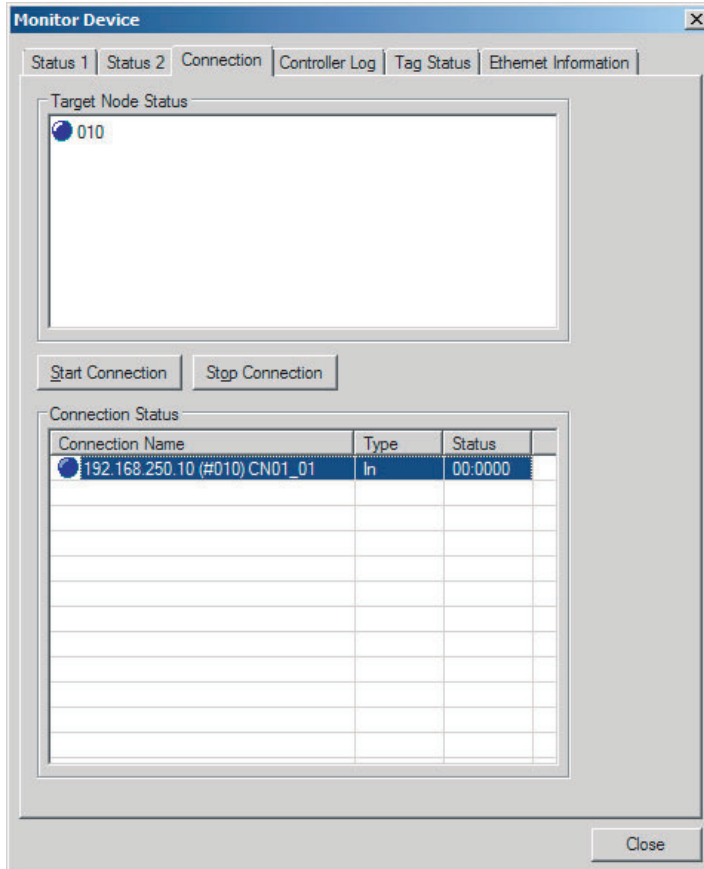 Monitor Device
Status 1 Status 2 Connection Controller Log Tag Status Ethernet Information
Target Node Status
010
Start Connection Stop Connection
Connection Status
Connection Name Type Status
192.168.250.10 (#010) CN01_01 In 00:0000
Close